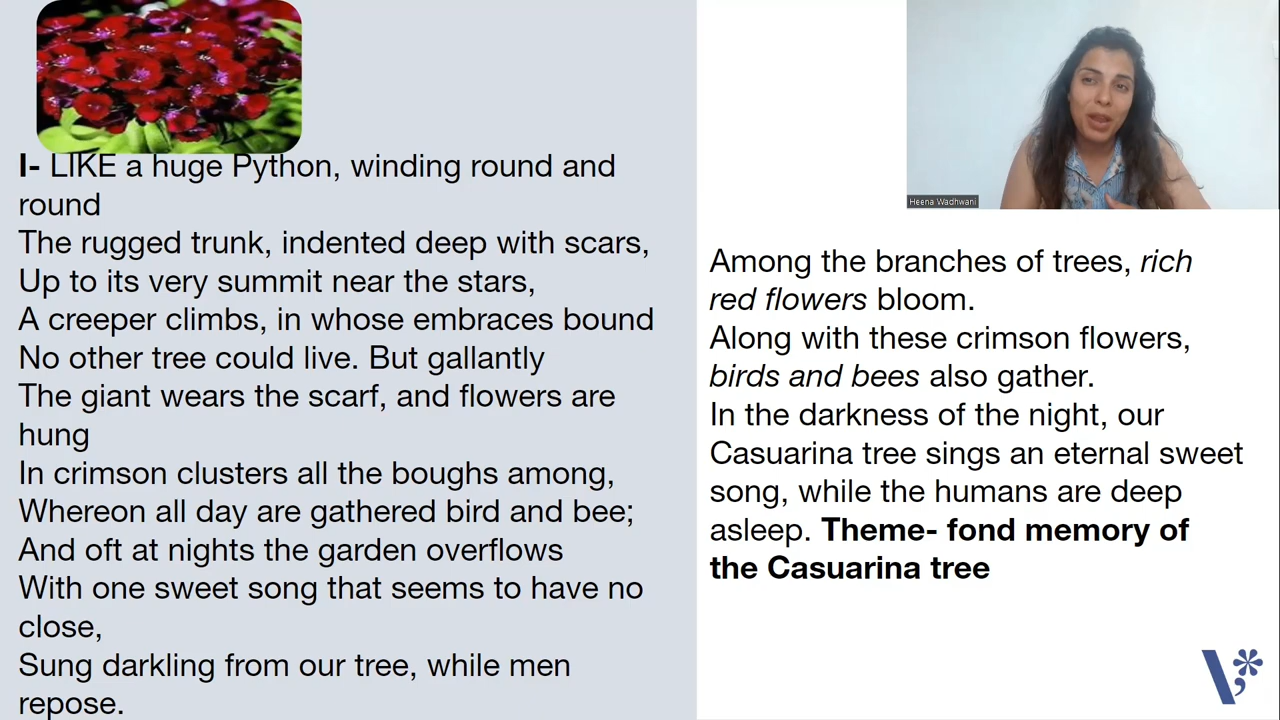 I- LIKE a huge Python, winding round and
round
The rugged trunk, indented deep with scars,
Up to its very summit near the stars,
A creeper climbs, in whose embraces bound
No other tree could live. But gallantly
The giant wears the scarf, and flowers are
hung
In crimson clusters all the boughs among,
Whereon all day are gathered bird and bee;
And oft at nights the garden overflows
With one sweet song that seems to have no
close,
Sung darkling from our tree, while men
repose.
Heena Wadhwani
Among the branches of trees, rich
red flowers bloom.
Along with these crimson flowers,
birds and bees also gather.
In the darkness of the night, our
Casuarina tree sings an eternal sweet
song, while the humans are deep
asleep. Theme- fond memory of
the Casuarina tree